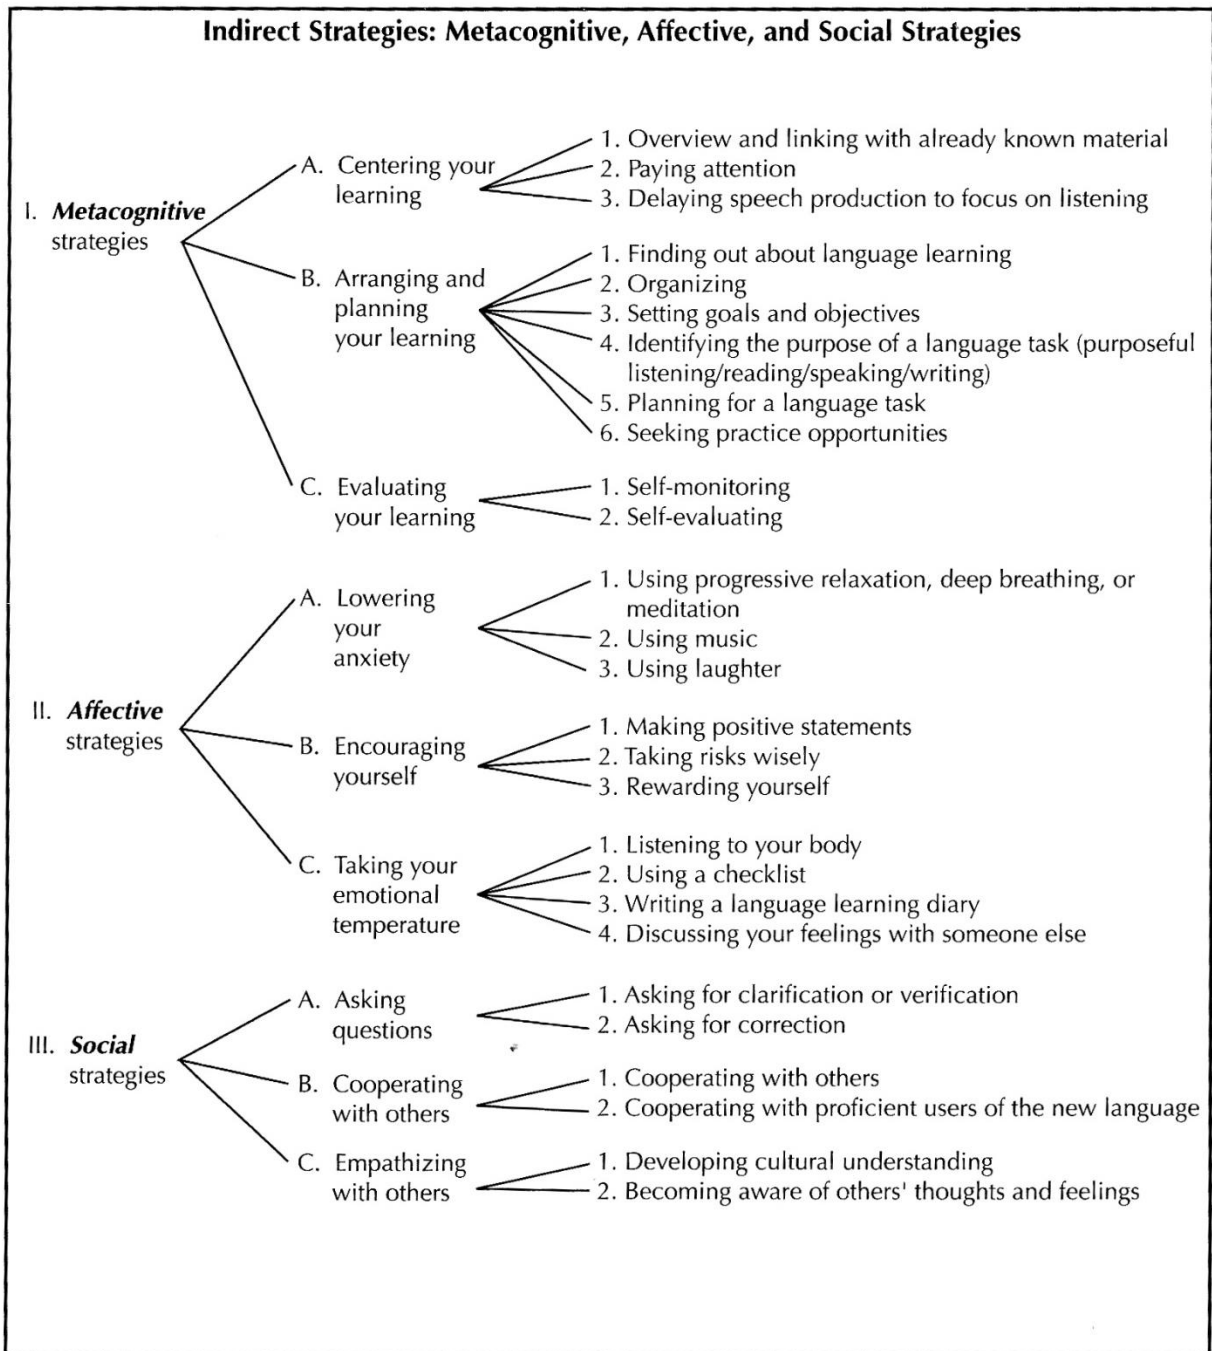 Indirect Strategies: Metacognitive, Affective, and Social Strategies
I. Metacognitive
strategies
A. Centering your
learning
1. Overview and linking with already known material
2. Paying attention
3. Delaying speech production to focus on listening
B. Arranging and
planning
your learning
1. Finding out about language learning
2. Organizing
3. Setting goals and objectives
4. Identifying the purpose of a language task (purposeful
listening/reading/speaking/writing)
5. Planning for a language task
6. Seeking practice opportunities
C. Evaluating
your learning
1. Self-monitoring
2. Self-evaluating
II. Affective
strategies
A. Lowering
your
anxiety
1. Using progressive relaxation, deep breathing, or
meditation
2. Using music
3. Using laughter
B. Encouraging
yourself
1. Making positive statements
2. Taking risks wisely
3. Rewarding yourself
C. Taking your
emotional
temperature
1. Listening to your body
2. Using a checklist
3. Writing a language learning diary
4. Discussing your feelings with someone else
III. Social
strategies
A. Asking
questions
1. Asking for clarification or verification
2. Asking for correction
B. Cooperating
with others
1. Cooperating with others
2. Cooperating with proficient users of the new language
C. Empathizing
with others
1. Developing cultural understanding
2. Becoming aware of others' thoughts and feelings